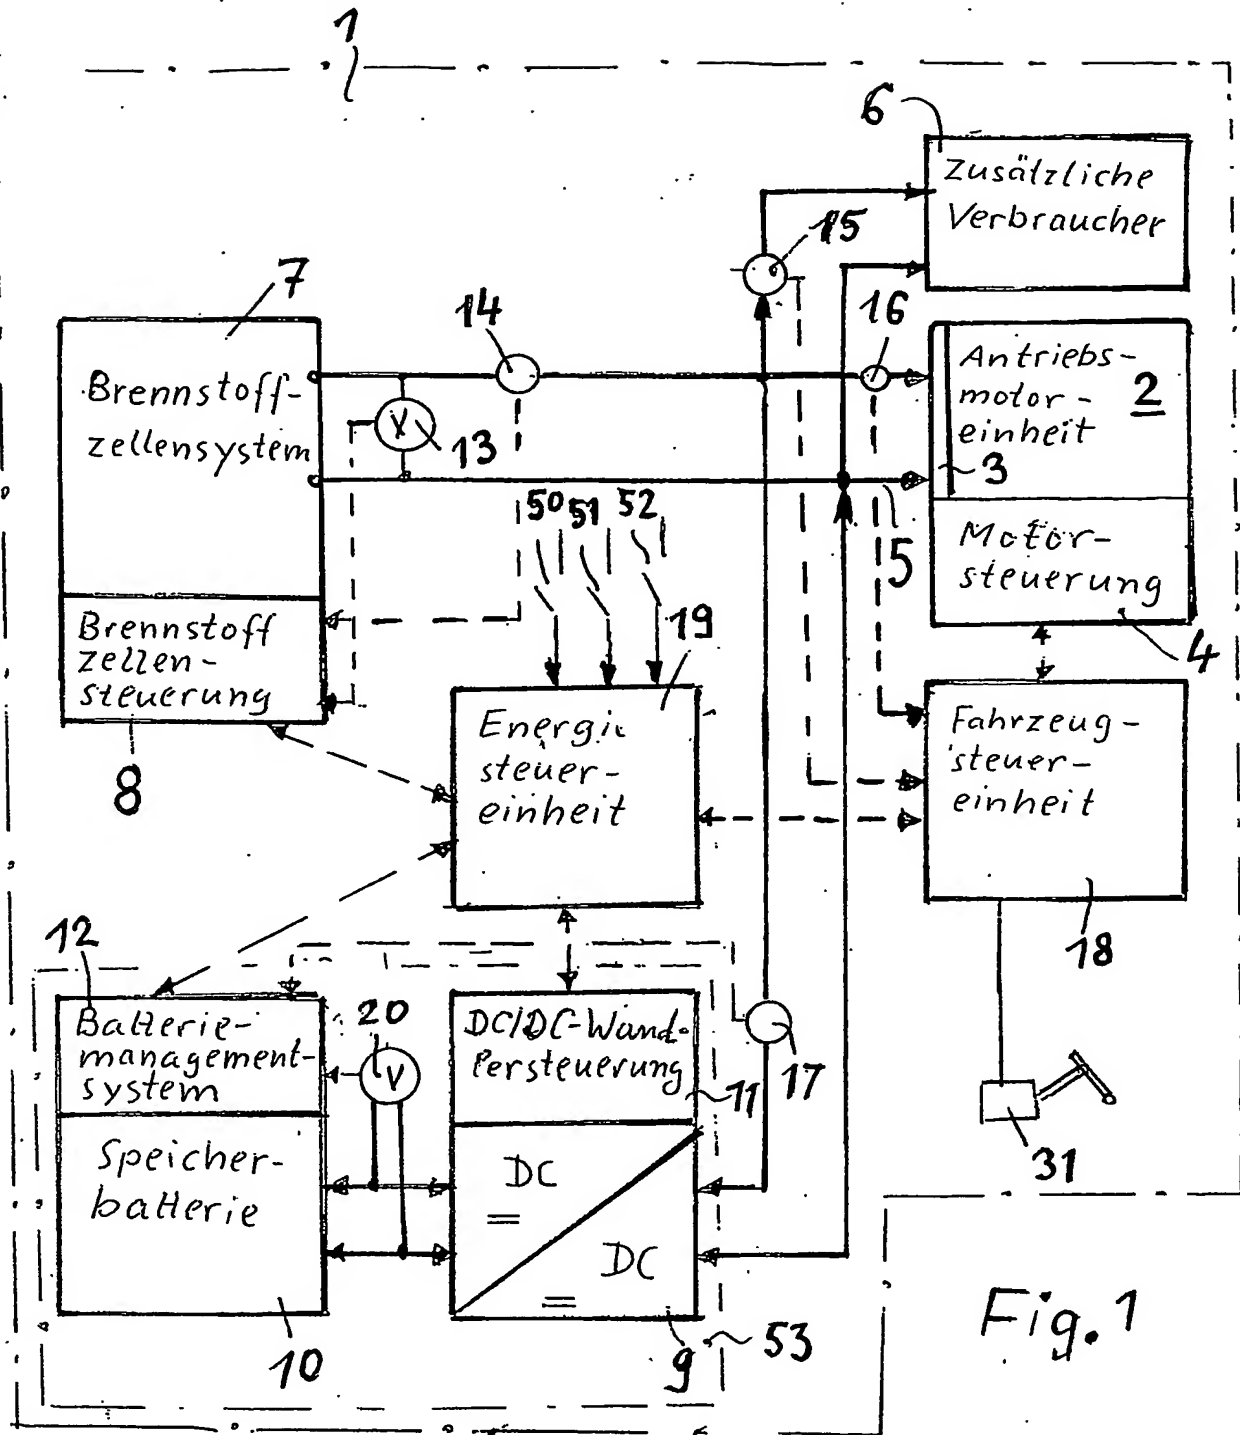 1
6
Zusätzliche
Verbraucher
15
7
14
16
Brennstoff-
zellensystem
V
13
Antriebs-
motor-
einheit
2
3
50
51
52
5
Motor-
steuerung
4
Brennstoff
zellen-
steuerung
8
19
Energie
steuer-
einheit
Fahrzeug-
steuer-
einheit
18
12
Batterie-
management-
system
20
V
DC/DC-Wand-
lersteuerung
11
17
Speicher-
batterie
10
DC
=
DC
=
9
53
31
Fig. 1